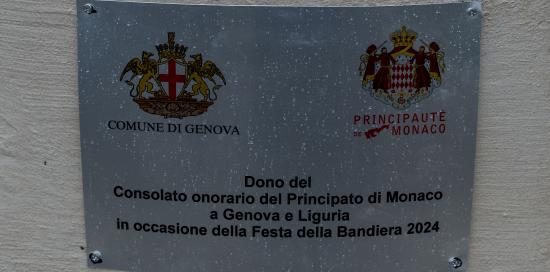 COMUNE DI GENOVA
PRINCIPAUTÉ
DE MONACO
Dono del
Consolato onorario del Principato di Monaco
a Genova e Liguria
in occasione della Festa della Bandiera 2024